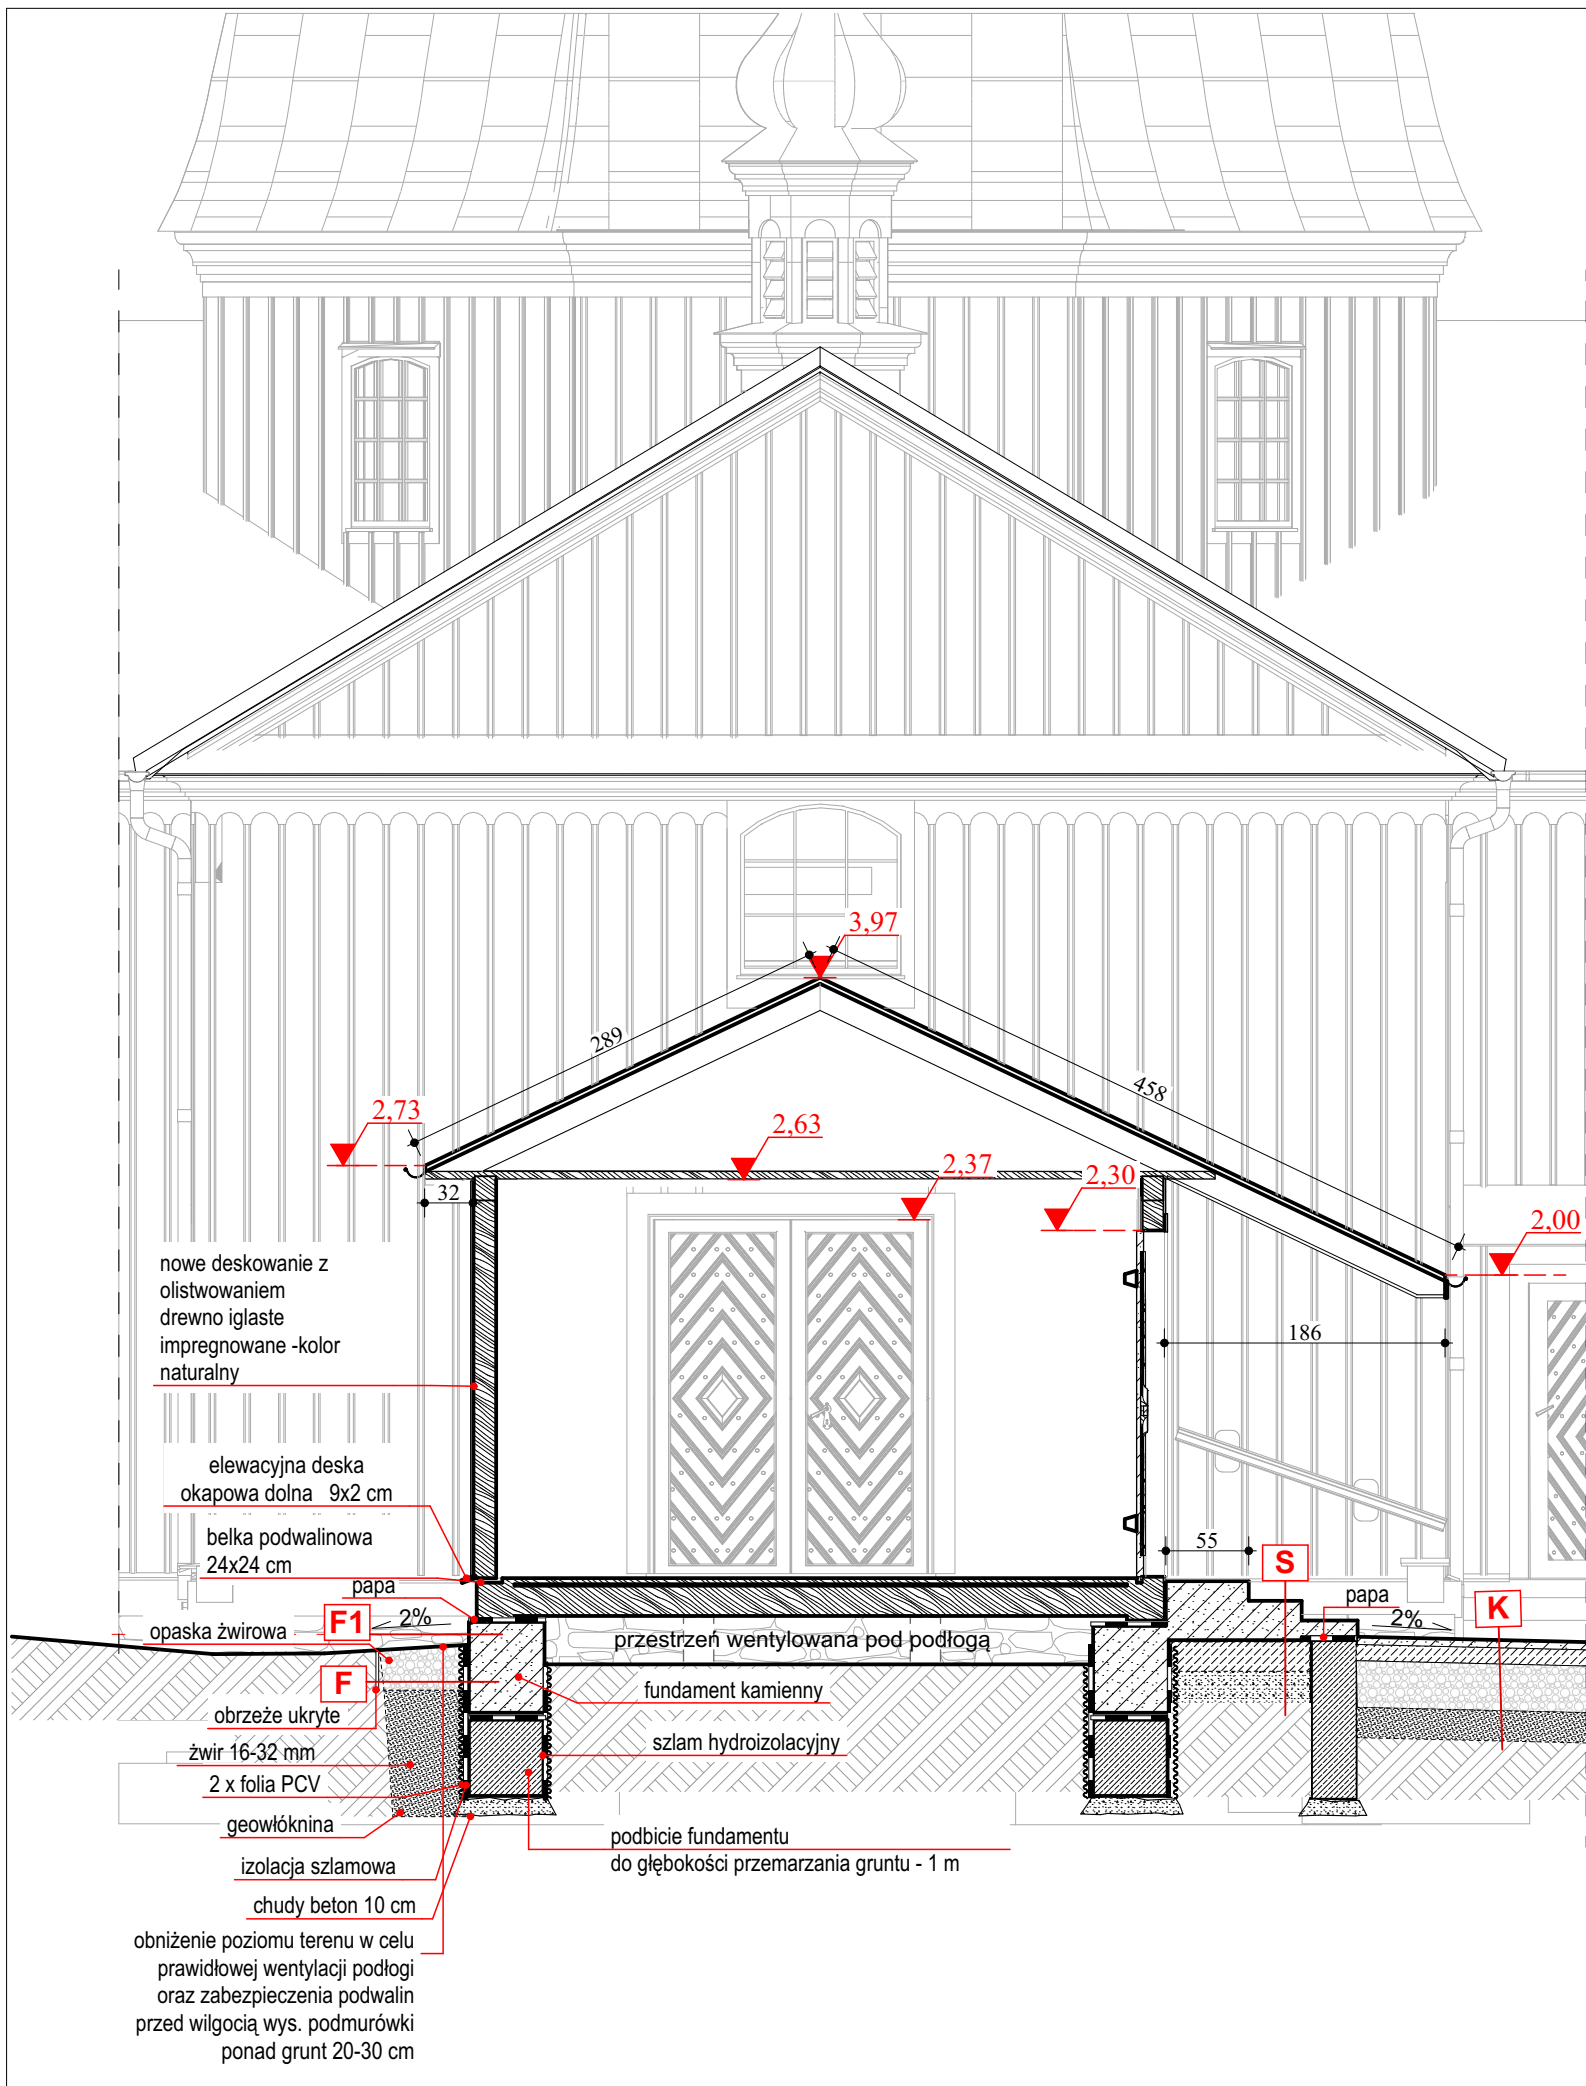 3,97
289
458
2,73
2,63
2,37
2,30
2,00
32
186
nowe deskowanie z
olistwowaniem
drewno iglaste
impregnowane -kolor
naturalny
elewacyjna deska
okapowa dolna 9x2 cm
belka podwalinowa
24x24 cm
55
S
papa
papa
K
F1
2%
2%
opaska żwirowa
przestrzeń wentylowana pod podłogą
F
fundament kamienny
obrzeże ukryte
szlam hydroizolacyjny
żwir 16-32 mm
2 x folia PCV
geowłóknina
podbicie fundamentu
do głębokości przemarzania gruntu - 1 m
izolacja szlamowa
chudy beton 10 cm
obniżenie poziomu terenu w celu
prawidłowej wentylacji podłogi
oraz zabezpieczenia podwalin
przed wilgocią wys. podmurówki
ponad grunt 20-30 cm